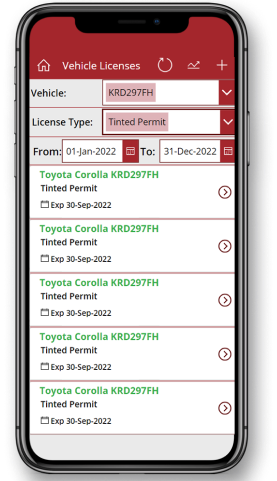 Vehicle Licenses
Vehicle: KRD297FH
License Type: Tinted Permit
From: 01-Jan-2022 To: 31-Dec-2022
Toyota Corolla KRD297FH
Tinted Permit
Exp 30-Sep-2022
Toyota Corolla KRD297FH
Tinted Permit
Exp 30-Sep-2022
Toyota Corolla KRD297FH
Tinted Permit
Exp 30-Sep-2022
Toyota Corolla KRD297FH
Tinted Permit
Exp 30-Sep-2022
Toyota Corolla KRD297FH
Tinted Permit
Exp 30-Sep-2022